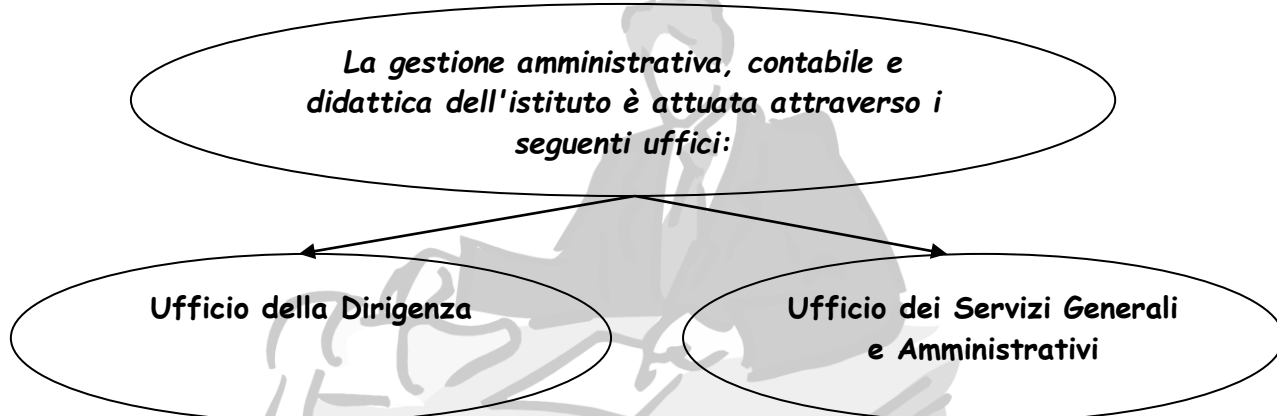 La gestione amministrativa, contabile e
didattica dell'istituto è attuata attraverso i
seguenti uffici:
Ufficio della Dirigenza
Ufficio dei Servizi Generali
e Amministrativi